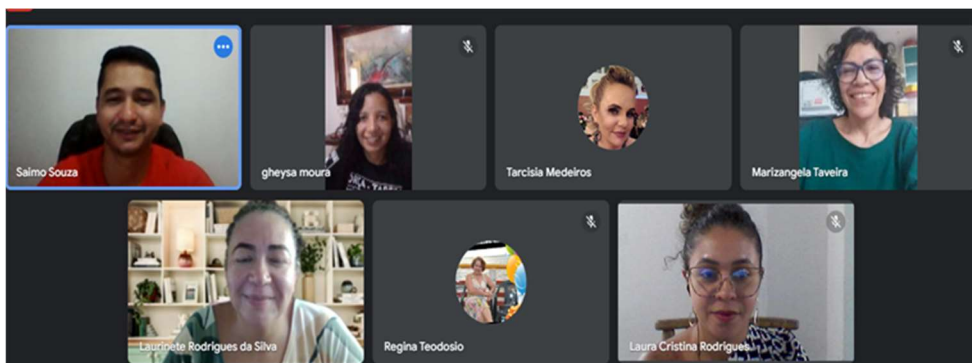 Saimo Souza
gheysa moura
Tarcisia Medeiros
Marizangela Taveira
Laurinete Rodrigues da Silva
Regina Teodosio
Laura Cristina Rodrigues